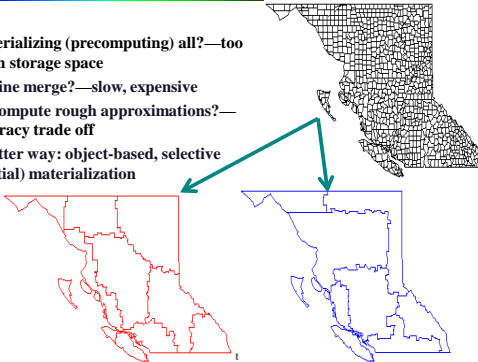 erializing (precomputing) all?—too
n storage space
ine merge?—slow, expensive
ompute rough approximations?—
racy trade off
tter way: object-based, selective
tial) materialization
t